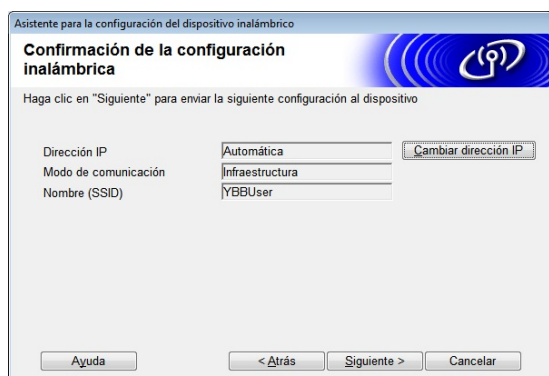 Asistente para la configuración del dispositivo inalámbrico
Confirmación de la configuración
inalámbrica
Haga clic en "Siguiente" para enviar la siguiente configuración al dispositivo
Dirección IP Automática Cambiar dirección IP
Modo de comunicación Infraestructura
Nombre (SSID) YBBUser
Ayuda < Atrás Siguiente > Cancelar